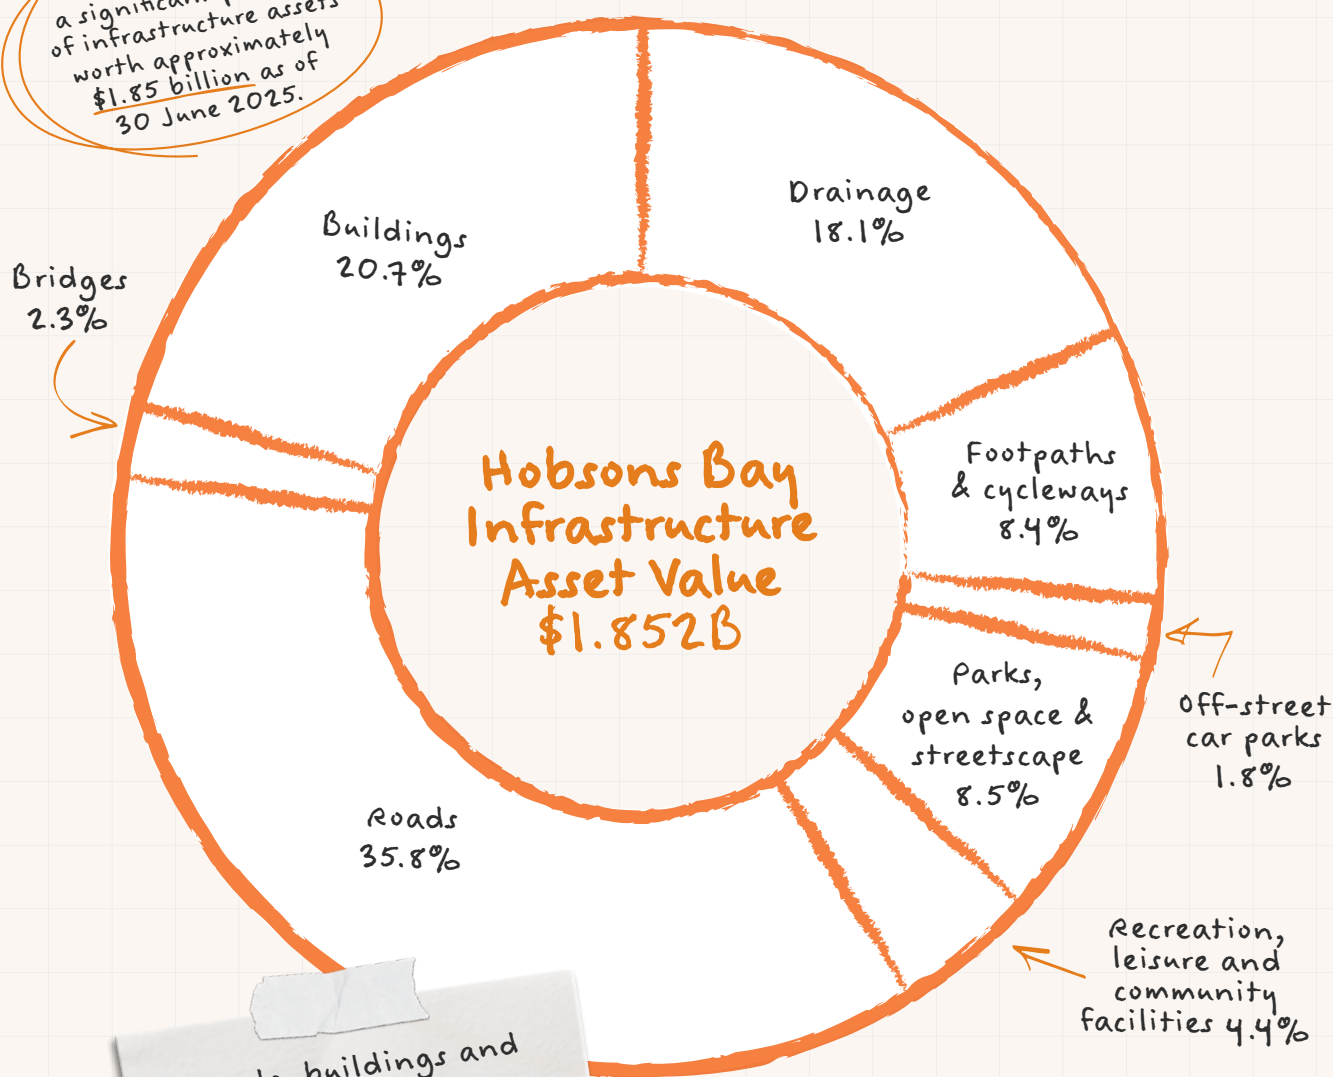 a significant
of infrastructure assets
worth approximately
$1.85 billion as of
30 June 2025.
Buildings
20.7%
Drainage
18.1%
Bridges
2.3%
Footpaths
& cycleways
8.4%
Hobsons Bay
Infrastructure
Asset Value
$1.852B
Parks,
open space &
streetscape
8.5%
Off-street
car parks
1.8%
Roads
35.8%
Recreation,
leisure and
community
facilities 4.4%
buildings and